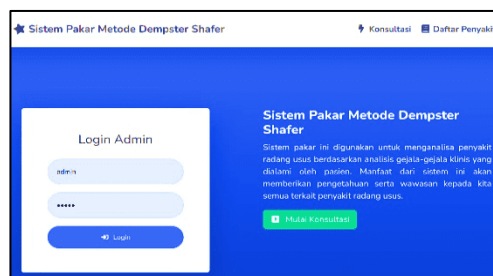 Sistem Pakar Metode Dempster Shafer
Konsultasi Daftar Penyakit
Login Admin
admin
•••••
Login
Sistem Pakar Metode Dempster
Shafer
Sistem pakar ini digunakan untuk menganalisa penyakit
radang usus berdasarkan analisis gejala-gejala klinis yang
dialami oleh pasien. Manfaat dari sistem ini akan
memberikan pengetahuan serta wawasan kepada kita
semua terkait penyakit radang usus.
Mulai Konsultasi